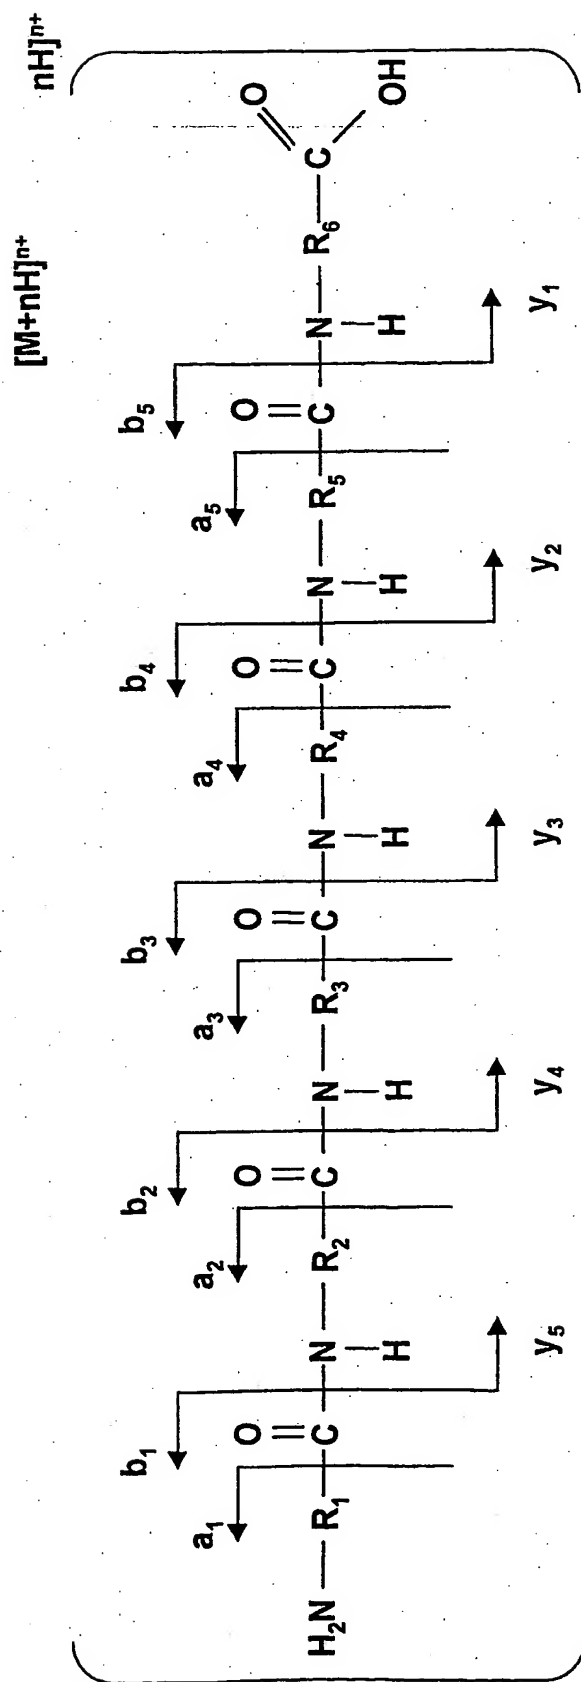 [M+nH]ⁿ⁺ nH]ⁿ⁺
b₁ b₂ b₃ b₄ b₅
a₁ a₂ a₃ a₄ a₅
O O O O O O
H₂N — R₁ — C — N — R₂ — C — N — R₃ — C — N — R₄ — C — N — R₅ — C — N — R₆ — C
H H H H H OH
y₅ y₄ y₃ y₂ y₁